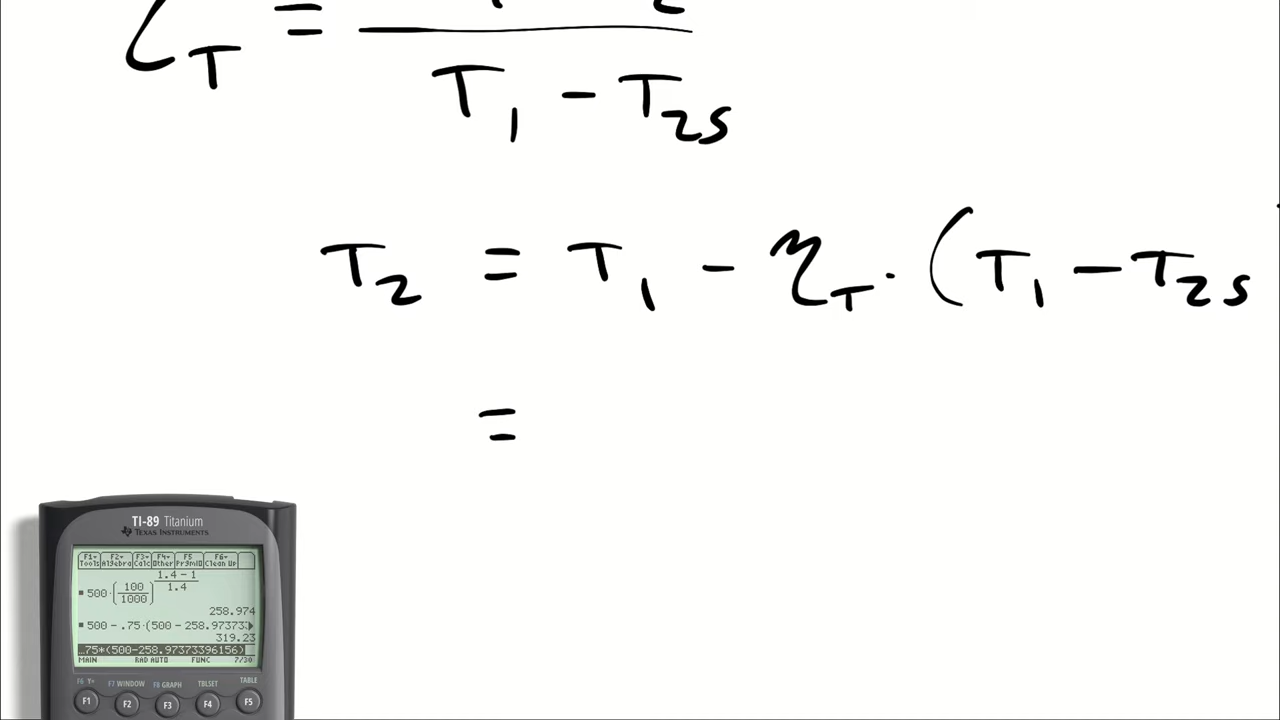 T = 
T1 - T2s
T2 = T1 - ηT · (T1 - T2s
=
TI-89 Titanium
TEXAS INSTRUMENTS
F1 F2 F3 F4 F5 F6
Tools Algebra Calc Other PrgmIO Clean Up
500·(100/1000)^((1.4-1)/1.4)
258.974
500-.75·(500-258.97373
319.23
.75*(500-258.97373396156)
MAIN RAD AUTO FUNC 7/30
F6 Y= F7 WINDOW F8 GRAPH TBLSET TABLE
F1 F2 F3 F4 F5